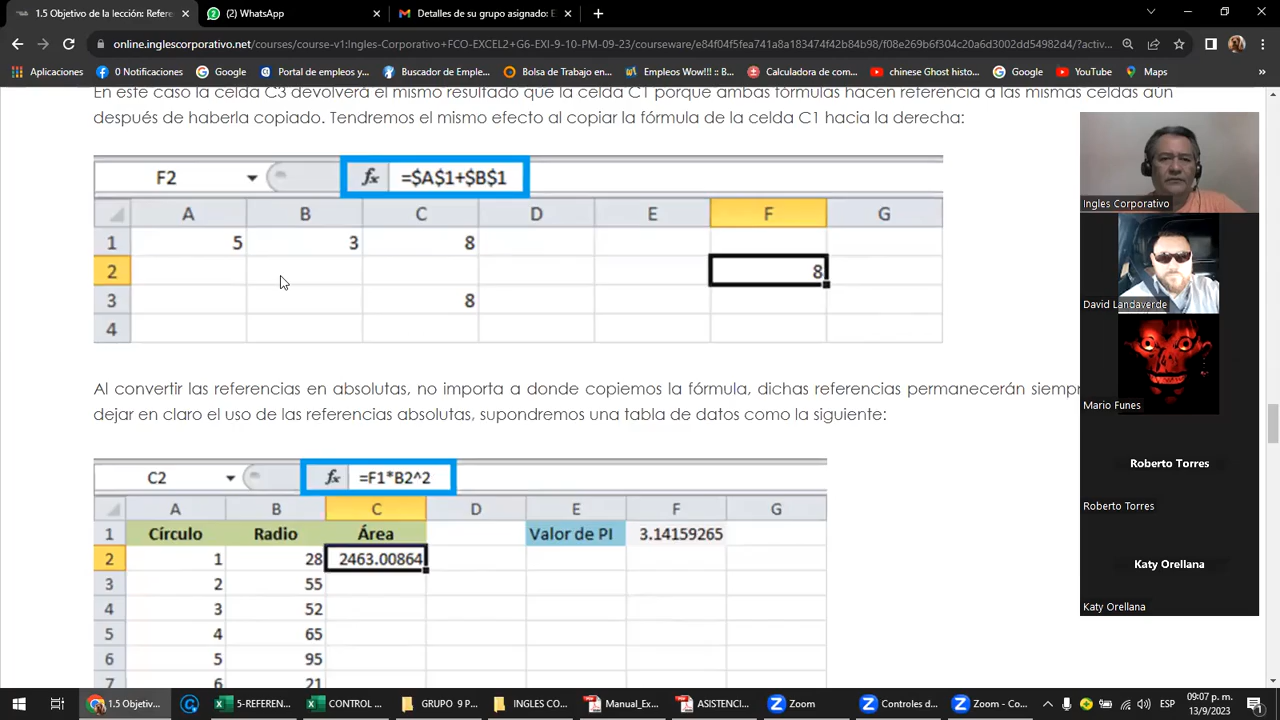 1.5 Objetivo de la lección: Refere
(2) WhatsApp
Detalles de su grupo asignado: E
online.inglescorporativo.net/courses/course-v1:Ingles-Corporativo+FCO-EXCEL2+G6-EXI-9-10-PM-09-23/courseware/e84f04f5fea741a8a183474f42b84b98/f08e269b6f304c20a6d3002dd54982d4/?activ...
Aplicaciones
0 Notificaciones
Google
Portal de empleos y...
Buscador de Emple...
Bolsa de Trabajo en...
Empleos Wow!!! :: B...
Calculadora de com...
chinese Ghost histo...
Google
YouTube
Maps
»
En este caso la celda C3 devolverá el mismo resultado que la celda C1 porque ambas fórmulas hacen referencia a las mismas celdas aún
después de haberla copiado. Tendremos el mismo efecto al copiar la fórmula de la celda C1 hacia la derecha:
F2 fx =$A$1+$B$1
A B C D E F G
1 5 3 8
2 8
3 8
4
Al convertir las referencias en absolutas, no importa a donde copiemos la fórmula, dichas referencias permanecerán siempr
dejar en claro el uso de las referencias absolutas, supondremos una tabla de datos como la siguiente:
C2 fx =F1*B2^2
A B C D E F G
1 Círculo Radio Área Valor de PI 3.14159265
2 1 28 2463.00864
3 2 55
4 3 52
5 4 65
6 5 95
7 6 21
Ingles Corporativo
David Landaverde
Mario Funes
Roberto Torres
Roberto Torres
Katy Orellana
Katy Orellana
1.5 Objetiv...
5-REFEREN...
CONTROL ...
GRUPO 9 P...
INGLES CO...
Manual_Ex...
ASISTENCI...
Zoom
Controles d...
Zoom - Co...
ESP
09:07 p. m.
13/9/2023